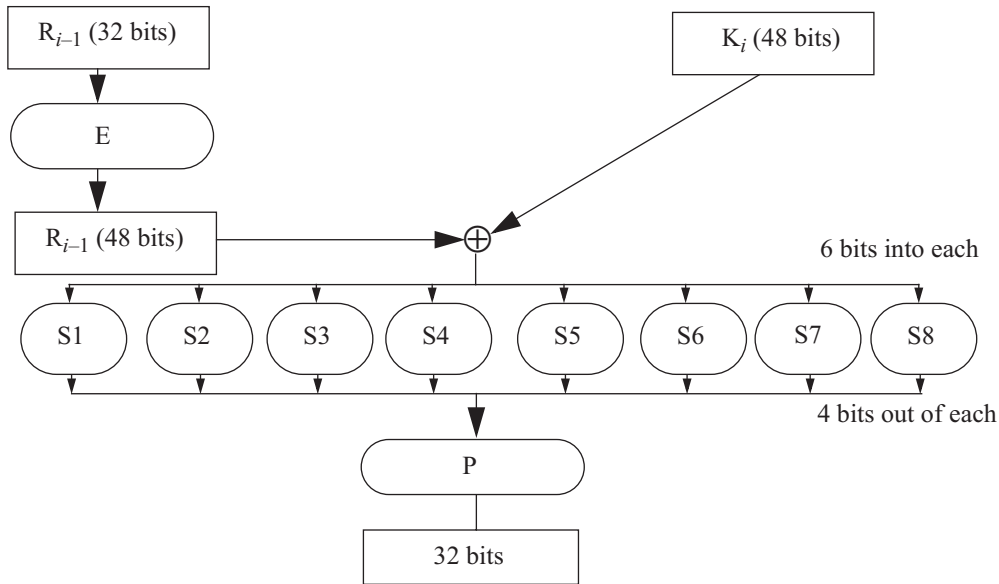 R_{i–1} (32 bits)
K_i (48 bits)
E
R_{i–1} (48 bits)
6 bits into each
S1 S2 S3 S4 S5 S6 S7 S8
4 bits out of each
P
32 bits